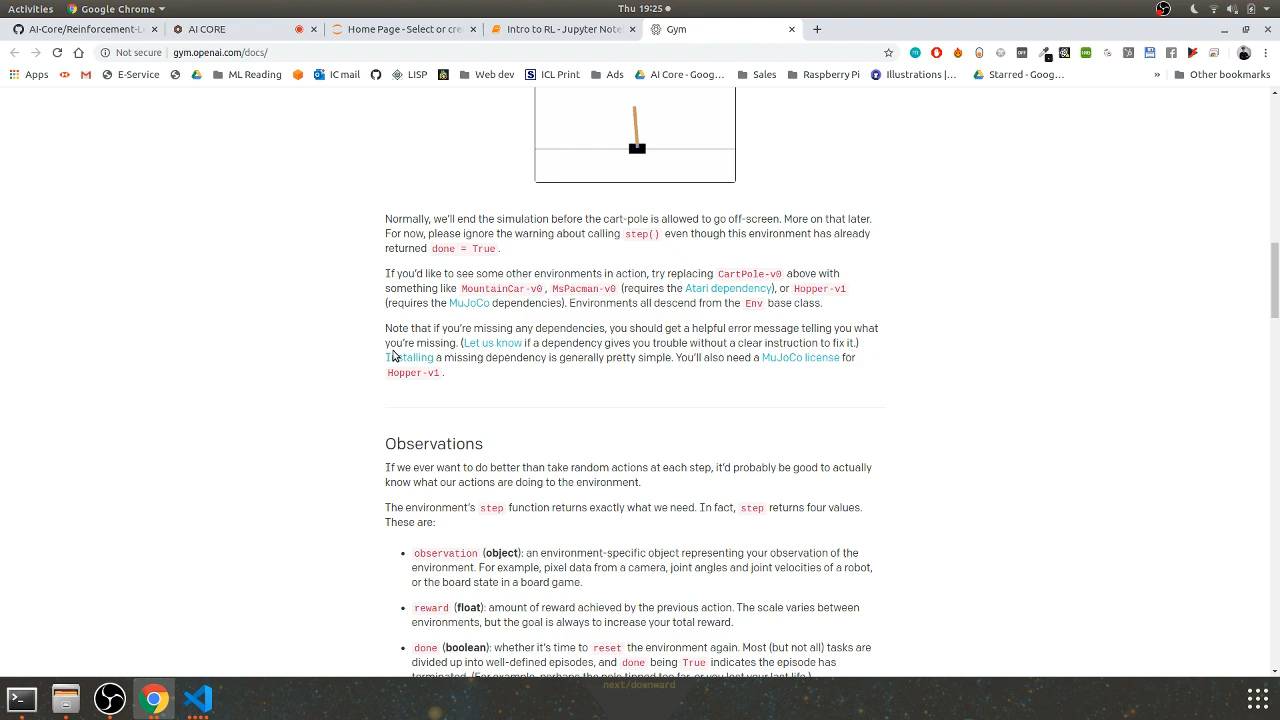 Activities
Google Chrome
Thu 19:25
AI-Core/Reinforcement-L
AI CORE
Home Page - Select or cre
Intro to RL - Jupyter Note
Gym
Not secure
gym.openai.com/docs/
Apps
E-Service
ML Reading
IC mail
LISP
Web dev
ICL Print
Ads
AI Core - Goog...
Sales
Raspberry Pi
Illustrations |...
Starred - Goog...
»
Other bookmarks
Normally, we'll end the simulation before the cart-pole is allowed to go off-screen. More on that later.
For now, please ignore the warning about calling step() even though this environment has already
returned done = True.
If you'd like to see some other environments in action, try replacing CartPole-v0 above with
something like MountainCar-v0, MsPacman-v0 (requires the Atari dependency), or Hopper-v1
(requires the MuJoCo dependencies). Environments all descend from the Env base class.
Note that if you're missing any dependencies, you should get a helpful error message telling you what
you're missing. (Let us know if a dependency gives you trouble without a clear instruction to fix it.)
Installing a missing dependency is generally pretty simple. You'll also need a MuJoCo license for
Hopper-v1.
Observations
If we ever want to do better than take random actions at each step, it'd probably be good to actually
know what our actions are doing to the environment.
The environment's step function returns exactly what we need. In fact, step returns four values.
These are:
• observation (object): an environment-specific object representing your observation of the
environment. For example, pixel data from a camera, joint angles and joint velocities of a robot,
or the board state in a board game.
• reward (float): amount of reward achieved by the previous action. The scale varies between
environments, but the goal is always to increase your total reward.
• done (boolean): whether it's time to reset the environment again. Most (but not all) tasks are
divided up into well-defined episodes, and done being True indicates the episode has
terminated. (For example, perhaps the pole tipped too far, or you lost your last life.)
next/downward